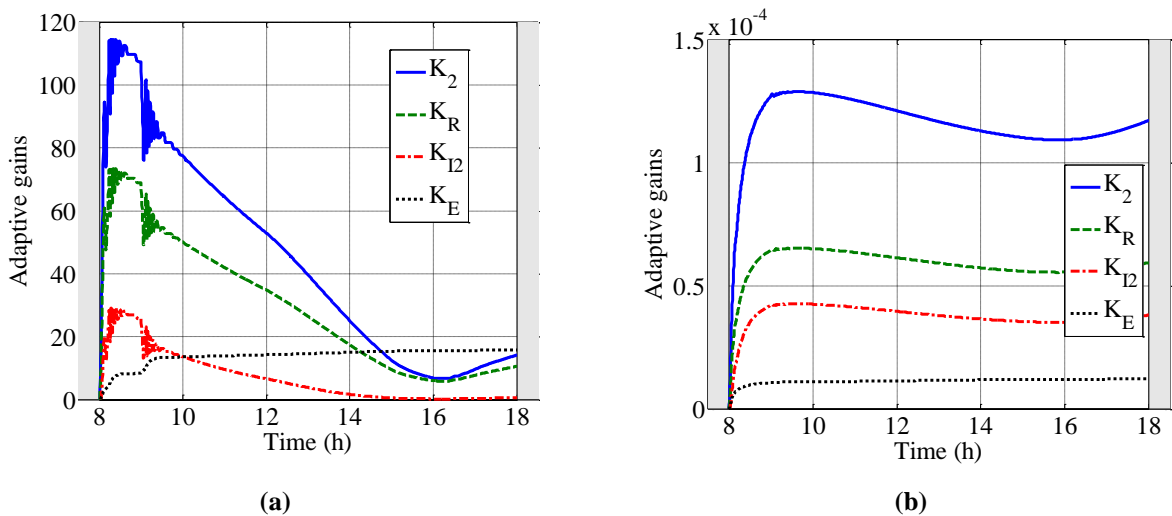 120
100
80
60
40
20
0
Adaptive gains
8 10 12 14 16 18
Time (h)
K2
KR
KI2
KE
(a)
x 10-4
1.5
1
0.5
0
Adaptive gains
8 10 12 14 16 18
Time (h)
K2
KR
KI2
KE
(b)